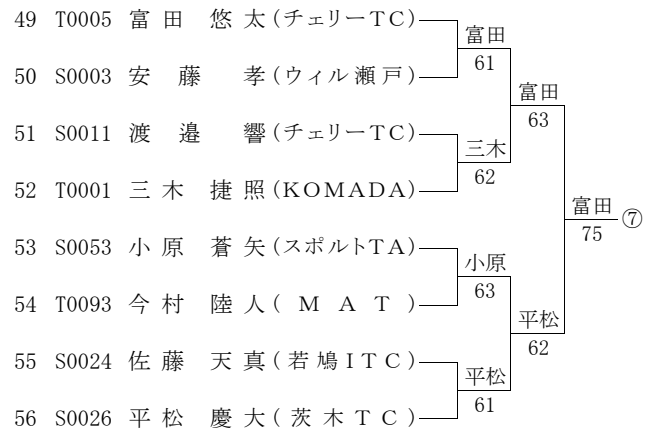 49 T0005 富田 悠太(チェリーTC)
富田
61
50 S0003 安藤 孝(ウィル瀬戸)
富田
63
51 S0011 渡邉 響(チェリーTC)
三木
62
52 T0001 三木 捷照(KOMADA)
富田
75
⑦
53 S0053 小原 蒼矢(スポルトTA)
小原
63
54 T0093 今村 陸人(MAT)
平松
62
55 S0024 佐藤 天真(若鳩ITC)
平松
61
56 S0026 平松 慶大(茨木TC)